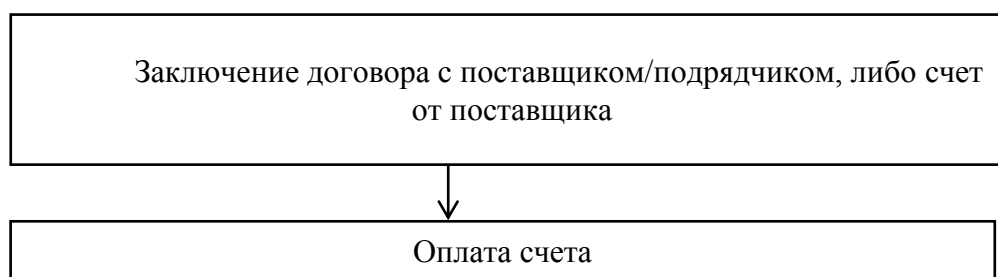 Заключение договора с поставщиком/подрядчиком, либо счет
от поставщика
Оплата счета